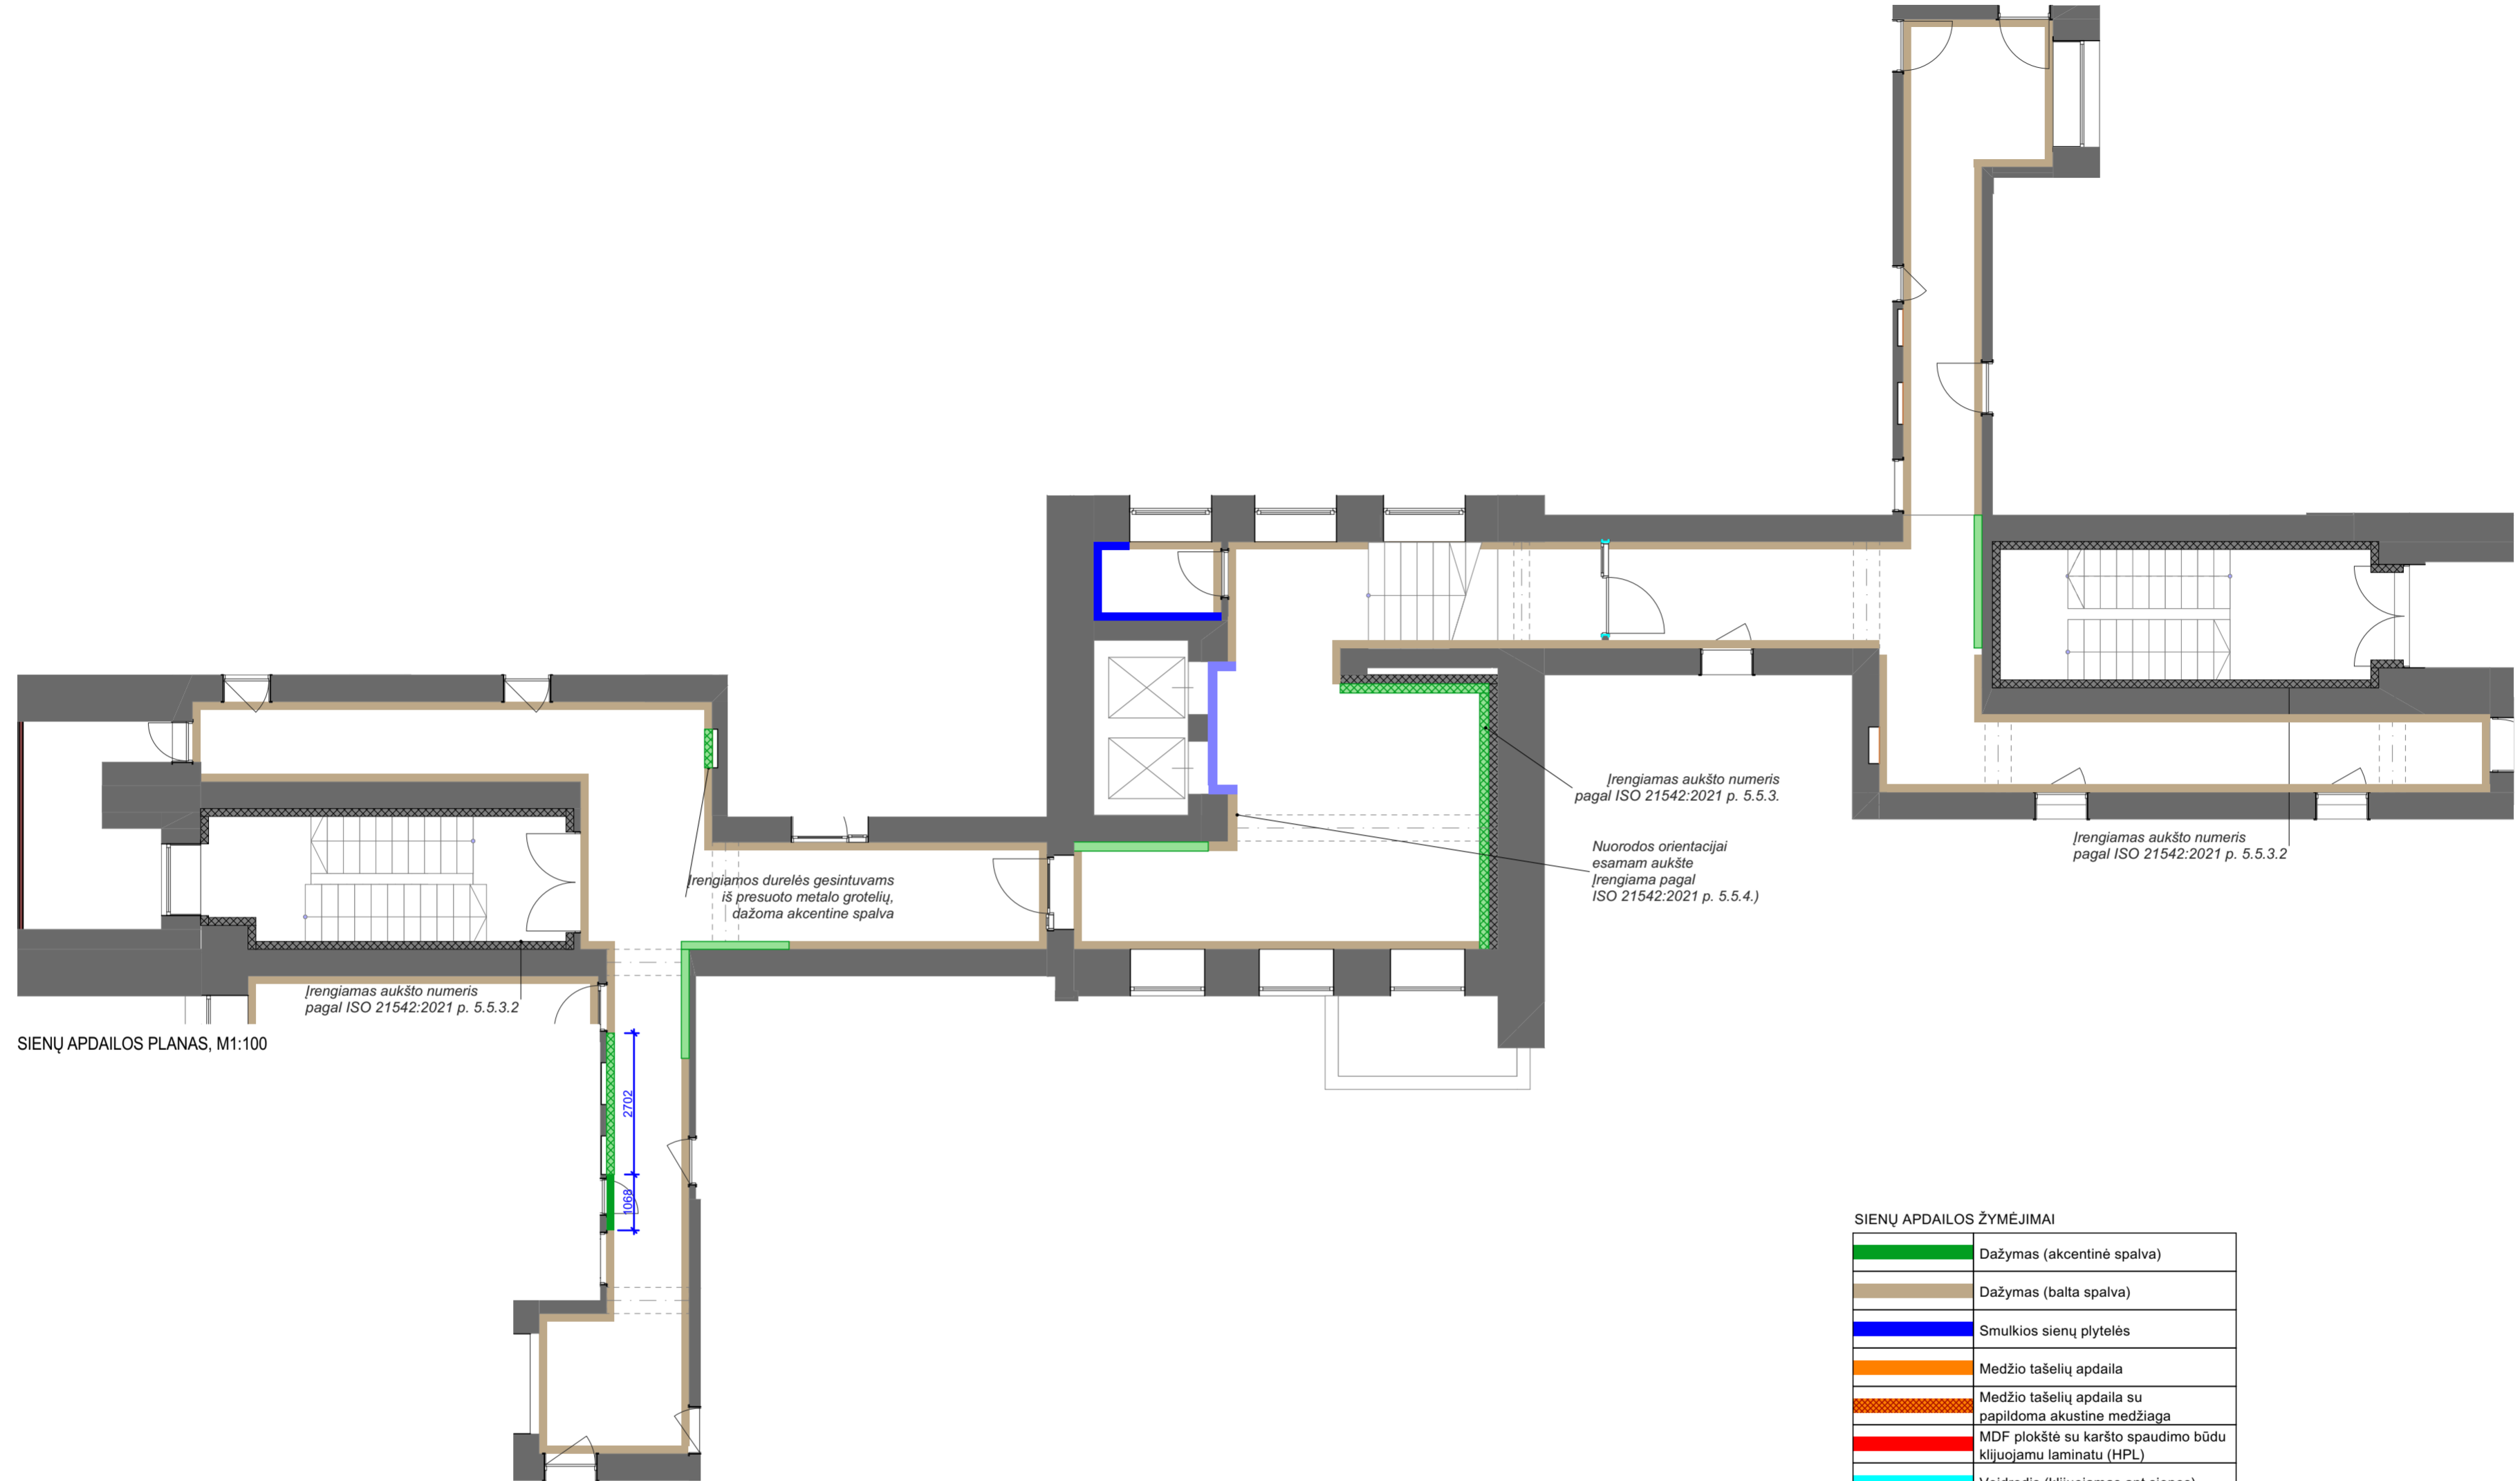 Įrengiamas aukšto numeris
pagal ISO 21542:2021 p. 5.5.3.
Nuorodos orientacijai
esamam aukšte
Įrengiama pagal
ISO 21542:2021 p. 5.5.4.)
Įrengiamas aukšto numeris
pagal ISO 21542:2021 p. 5.5.3.2
Įrengiamos durelės gesintuvams
iš presuoto metalo grotelių,
dažoma akcentine spalva
Įrengiamas aukšto numeris
pagal ISO 21542:2021 p. 5.5.3.2
SIENŲ APDAILOS PLANAS, M1:100
2702
1068
SIENŲ APDAILOS ŽYMĖJIMAI
Dažymas (akcentinė spalva)
Dažymas (balta spalva)
Smulkios sienų plytelės
Medžio tašelių apdaila
Medžio tašelių apdaila su
papildoma akustine medžiaga
MDF plokštė su karšto spaudimo būdu
klijuojamu laminatu (HPL)